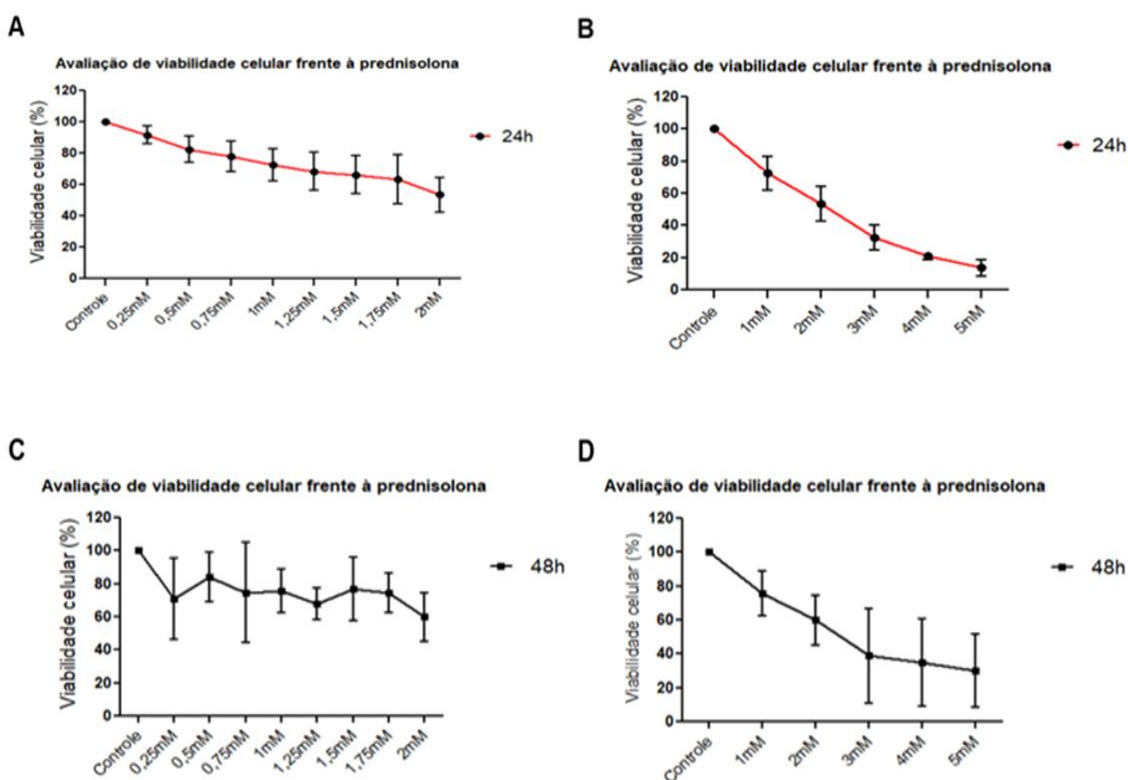 A
Avaliação de viabilidade celular frente à prednisolona
Viabilidade celular (%)
120
100
80
60
40
20
0
Controle
0,25mM
0,5mM
0,75mM
1mM
1,25mM
1,5mM
1,75mM
2mM
24h
B
Avaliação de viabilidade celular frente à prednisolona
Viabilidade celular (%)
120
100
80
60
40
20
0
Controle
1mM
2mM
3mM
4mM
5mM
24h
C
Avaliação de viabilidade celular frente à prednisolona
Viabilidade celular (%)
120
100
80
60
40
20
0
Controle
0,25mM
0,5mM
0,75mM
1mM
1,25mM
1,5mM
1,75mM
2mM
48h
D
Avaliação de viabilidade celular frente à prednisolona
Viabilidade celular (%)
120
100
80
60
40
20
0
Controle
1mM
2mM
3mM
4mM
5mM
48h